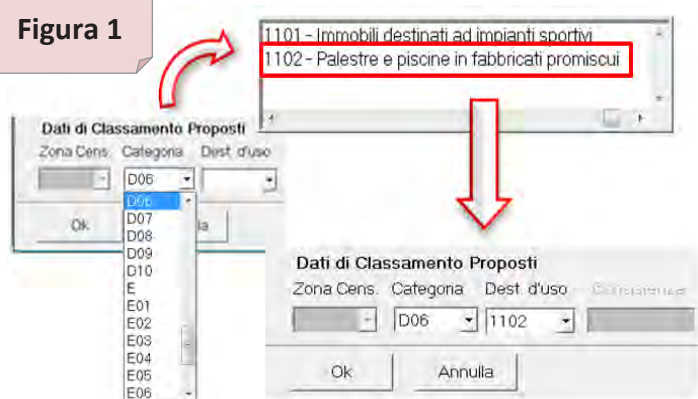 Figura 1
1101 - Immobili destinati ad impianti sportivi
1102 - Palestre e piscine in fabbricati promiscui
Dati di Classamento Proposti
Zona Cens. Categoria Dest. d'uso
D06
D06
D07
Ok la
D08
D09
D10
E
E01
E02
E03
E04
E05
E06
Dati di Classamento Proposti
Zona Cens. Categoria Dest. d'uso Consistenza
D06 1102
Ok Annulla